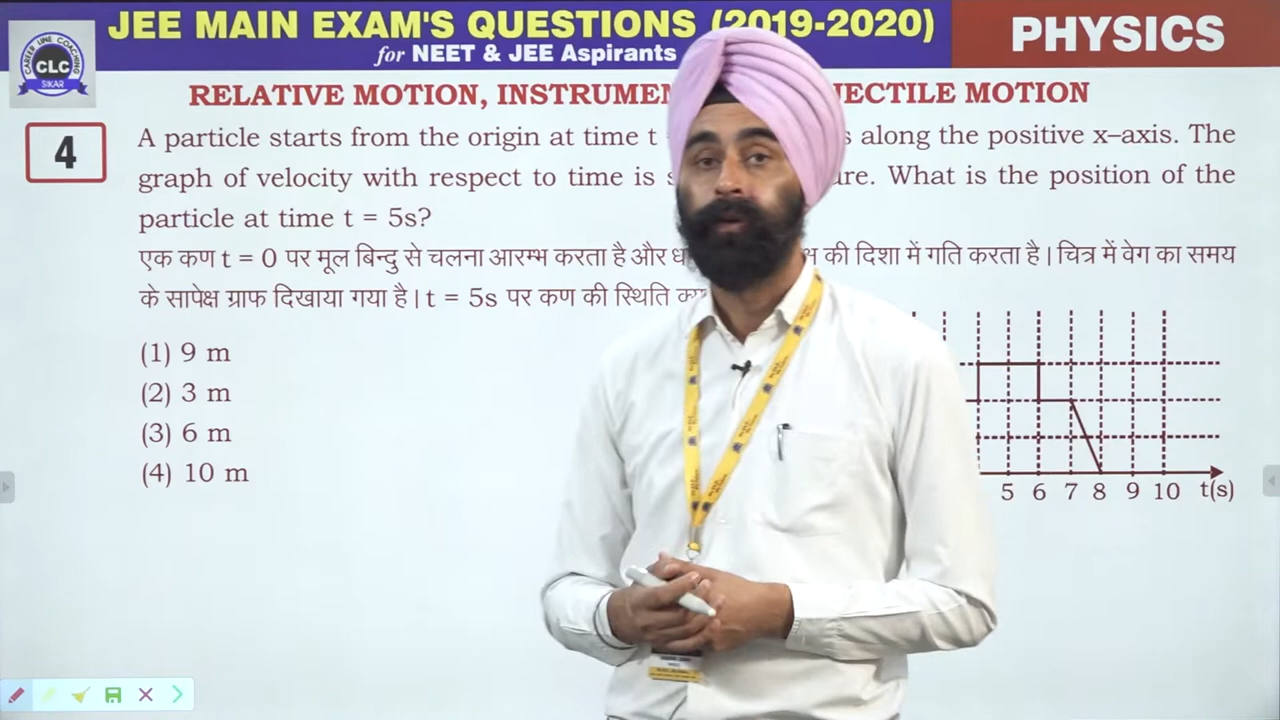 JEE MAIN EXAM'S QUESTIONS (2019-2020)
for NEET & JEE Aspirants
PHYSICS
CAREER LINE COACHING
CLC
SIKAR
RELATIVE MOTION, JECTILE MOTION
4
A particle starts from the origin at time t along the positive x–axis. The
graph of velocity with respect to time is What is the position of the
particle at time t = 5s?
एक कण t = 0 पर मूल बिन्दु से चलना आरम्भ करता है और की दिशा में गति करता है। चित्र में वेग का समय
के सापेक्ष ग्राफ दिखाया गया है। t = 5s पर कण की स्थिति
(1) 9 m
(2) 3 m
(3) 6 m
(4) 10 m
5 6 7 8 9 10 t(s)